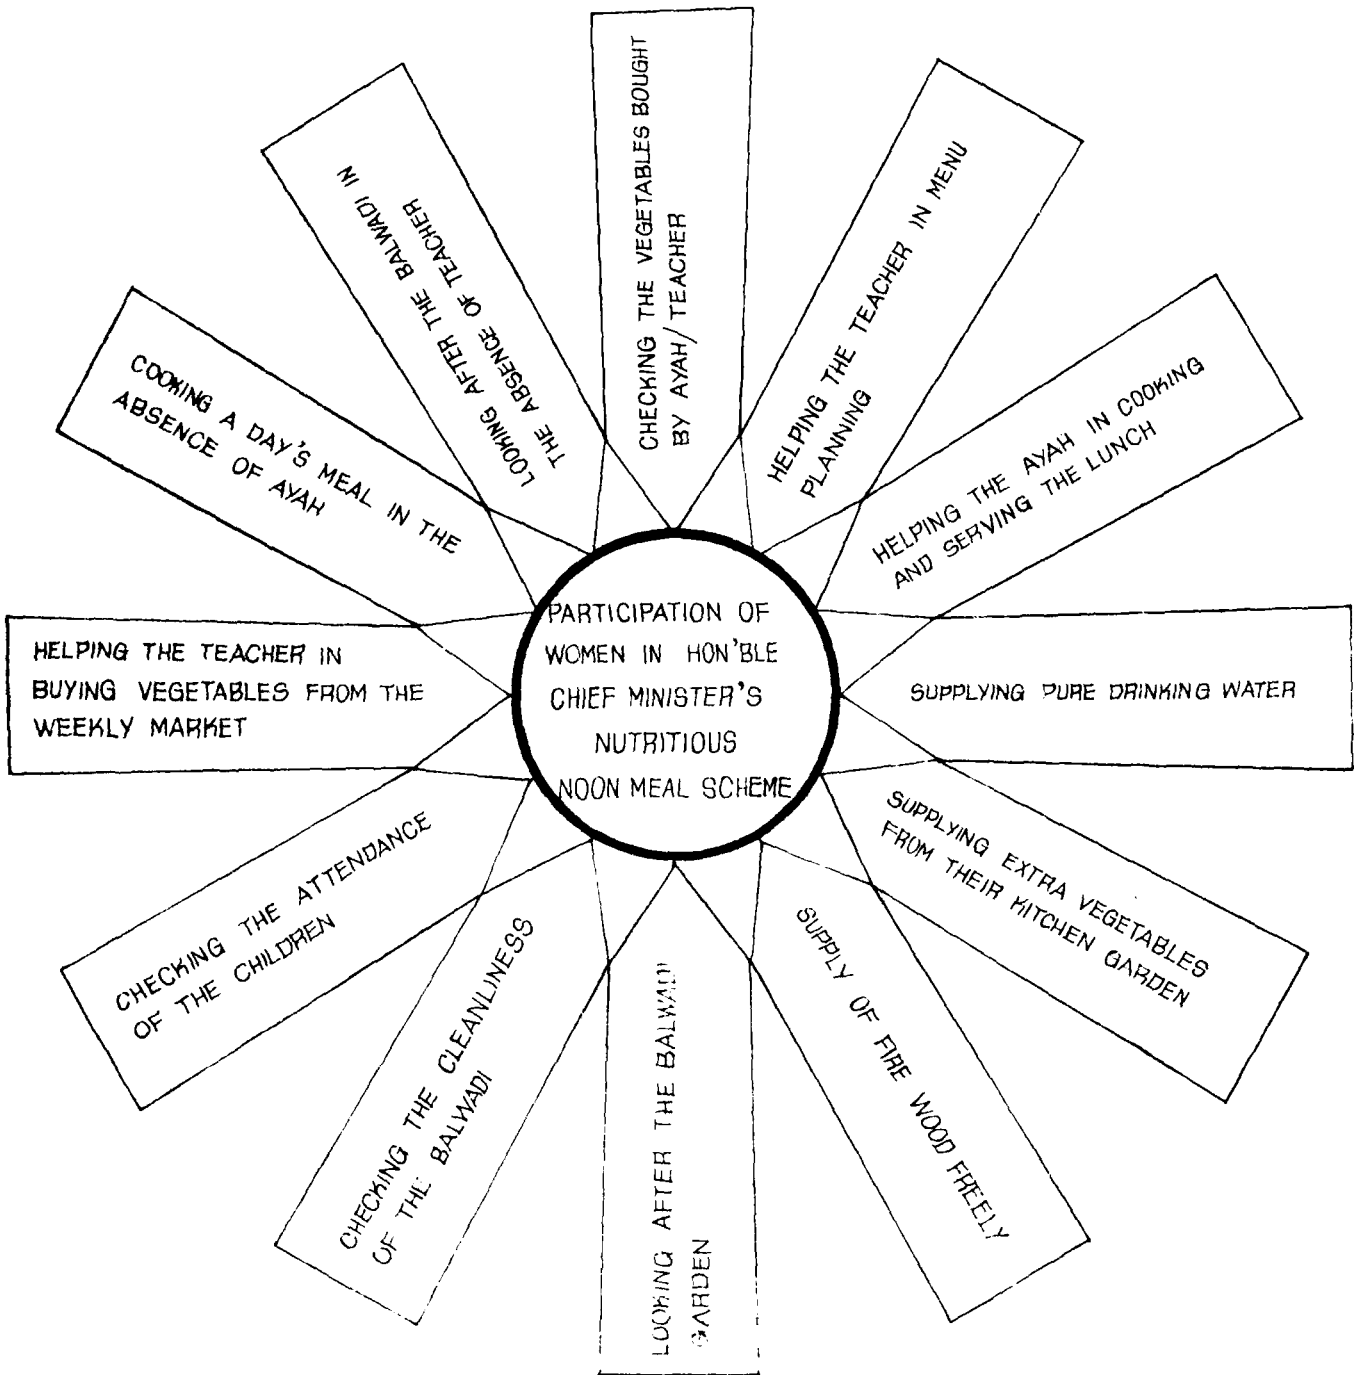 PARTICIPATION OF
WOMEN IN HON'BLE
CHIEF MINISTER'S
NUTRITIOUS
NOON MEAL SCHEME
CHECKING THE VEGETABLES BOUGHT
BY AYAH/TEACHER
HELPING THE TEACHER IN MENU
PLANNING
HELPING THE AYAH IN COOKING
AND SERVING THE LUNCH
SUPPLYING PURE DRINKING WATER
SUPPLYING EXTRA VEGETABLES
FROM THEIR KITCHEN GARDEN
SUPPLY OF FIRE WOOD FREELY
LOOKING AFTER THE BALWADI
GARDEN
CHECKING THE CLEANLINESS
OF THE BALWADI
CHECKING THE ATTENDANCE
OF THE CHILDREN
HELPING THE TEACHER IN
BUYING VEGETABLES FROM THE
WEEKLY MARKET
COOKING A DAY'S MEAL IN THE
ABSENCE OF AYAH
LOOKING AFTER THE BALWADI IN
THE ABSENCE OF TEACHER